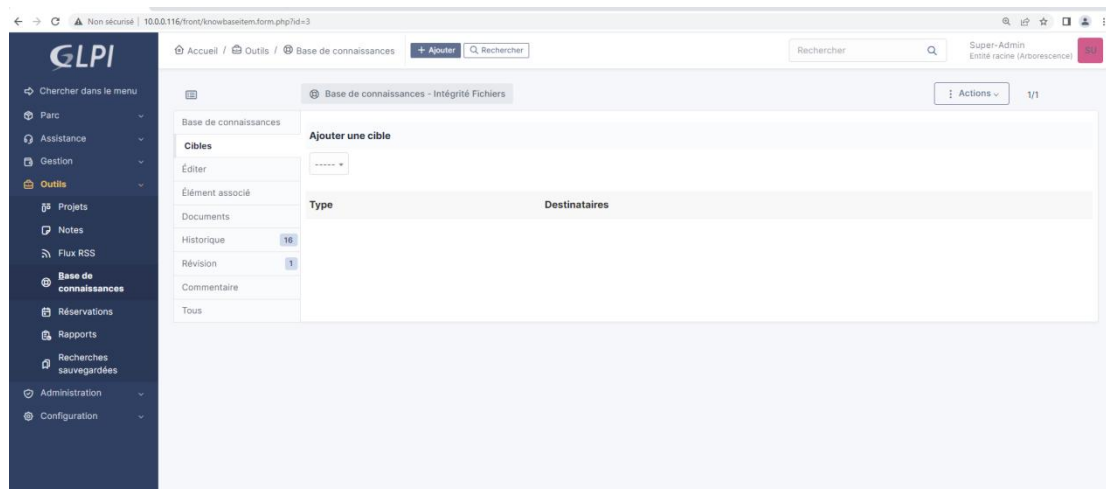 Non sécurisé | 10.0.0.116/front/knowbaseitem.form.php?id=3
GLPI
Accueil / Outils / Base de connaissances
+ Ajouter
Rechercher
Rechercher
Super-Admin
Entité racine (Arborescence)
SU
Chercher dans le menu
Parc
Assistance
Gestion
Outils
Projets
Notes
Flux RSS
Base de
connaissances
Réservations
Rapports
Recherches
sauvegardées
Administration
Configuration
Base de connaissances - Intégrité Fichiers
Actions
1/1
Base de connaissances
Cibles
Éditer
Élément associé
Documents
Historique 16
Révision 1
Commentaire
Tous
Ajouter une cible
-----
Type Destinataires